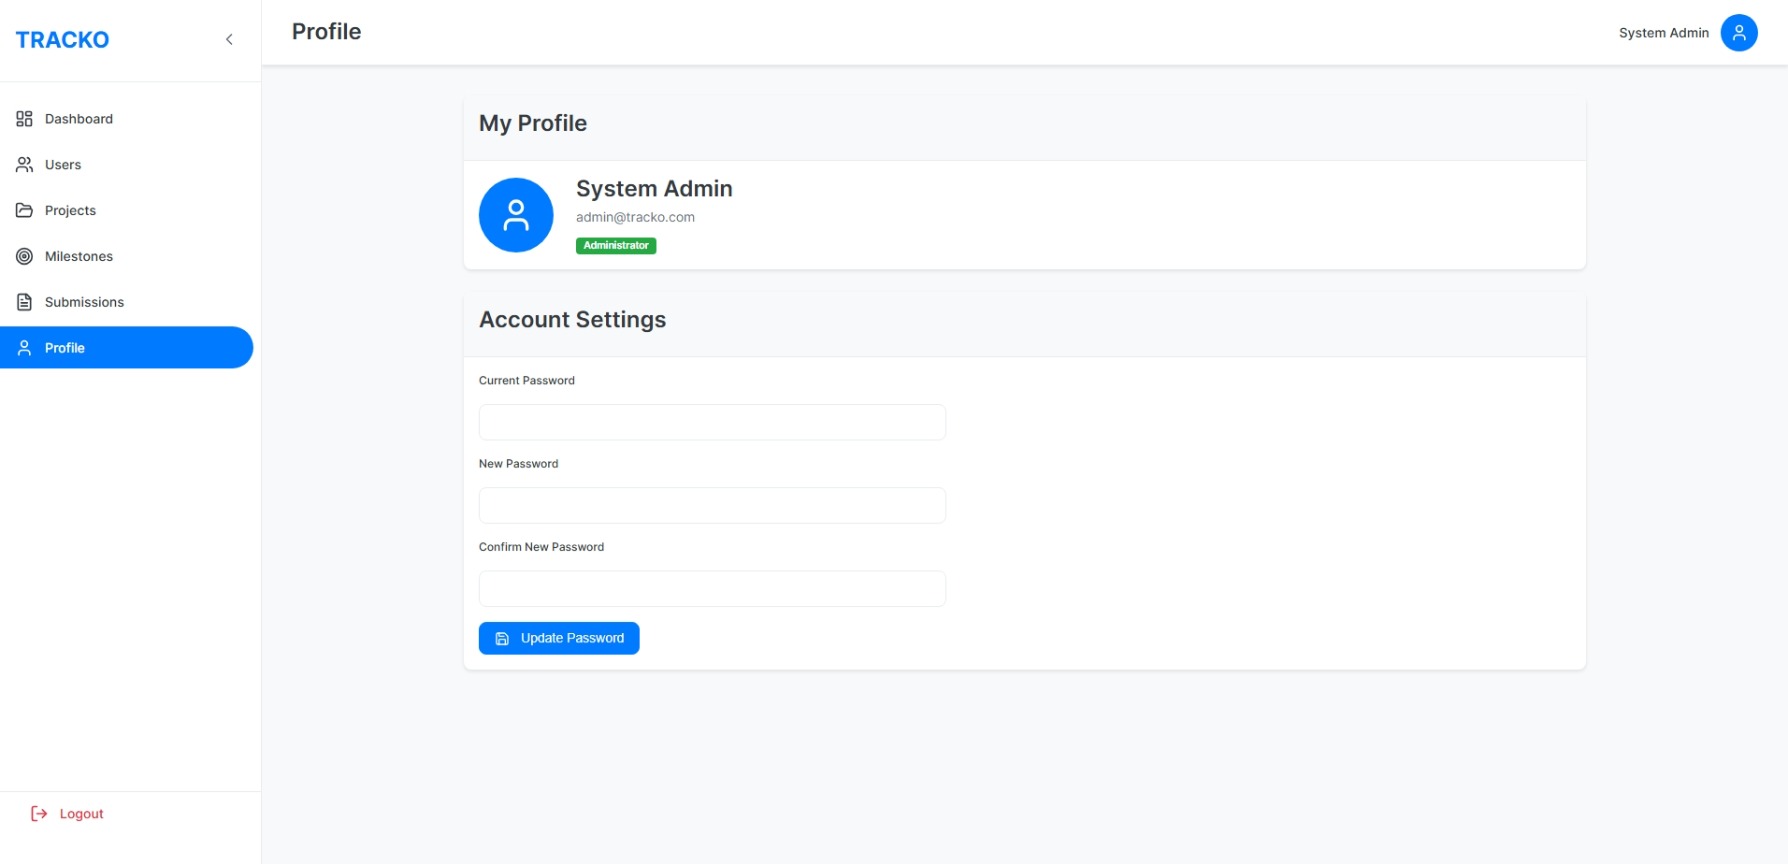 TRACKO
Dashboard
Users
Projects
Milestones
Submissions
Profile
Logout
Profile
System Admin
My Profile
System Admin
admin@tracko.com
Administrator
Account Settings
Current Password
New Password
Confirm New Password
Update Password